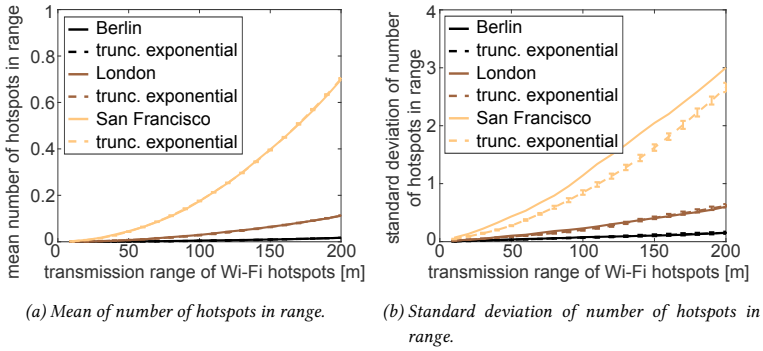 mean number of hotspots in range
1
0.8
0.6
0.4
0.2
0
50
100
150
200
transmission range of Wi-Fi hotspots [m]
Berlin
trunc. exponential
London
trunc. exponential
San Francisco
trunc. exponential
(a) Mean of number of hotspots in range.
standard deviation of number
of hotspots in range
4
3
2
1
0
50
100
150
200
transmission range of Wi-Fi hotspots [m]
Berlin
trunc. exponential
London
trunc. exponential
San Francisco
trunc. exponential
(b) Standard deviation of number of hotspots in
range.